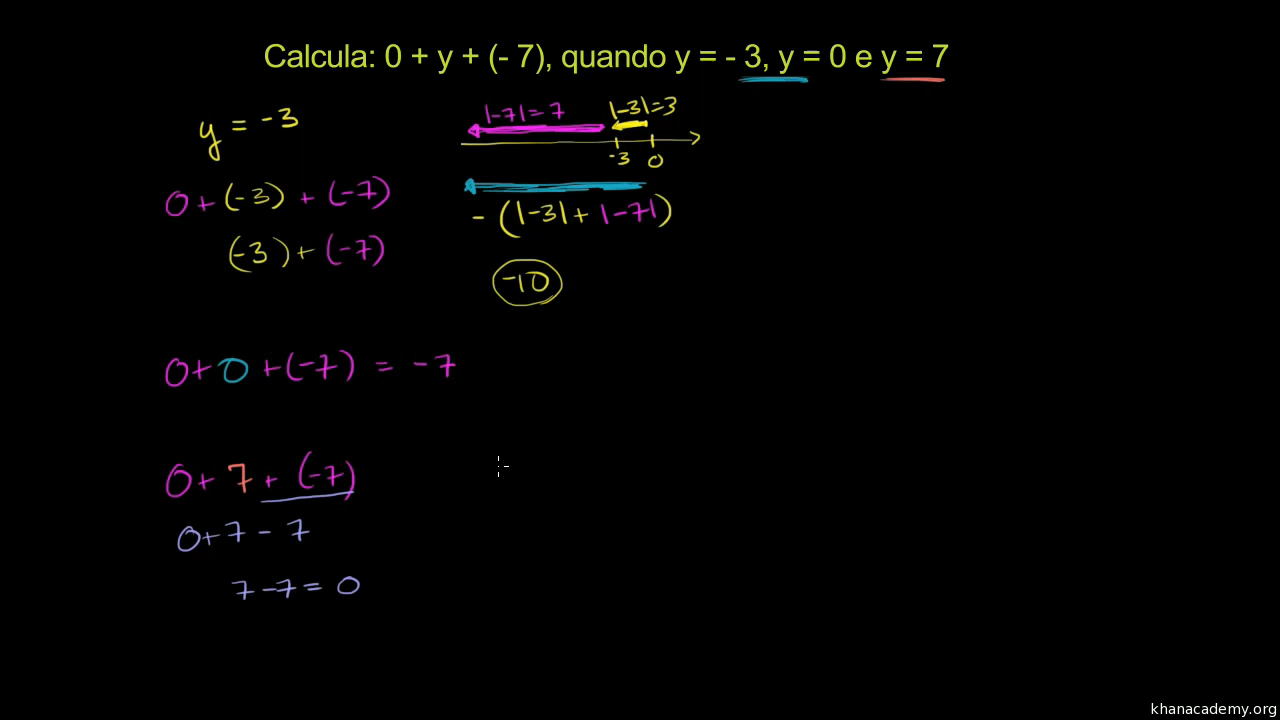 Calcula: 0 + y + (- 7), quando y = - 3, y = 0 e y = 7
y = -3
|-7| = 7
|-3| = 3
-3 0
0 + (-3) + (-7)
- (|-3| + |-7|)
(-3) + (-7)
-10
0 + 0 + (-7) = -7
0 + 7 + (-7)
0 + 7 - 7
7 - 7 = 0
khanacademy.org